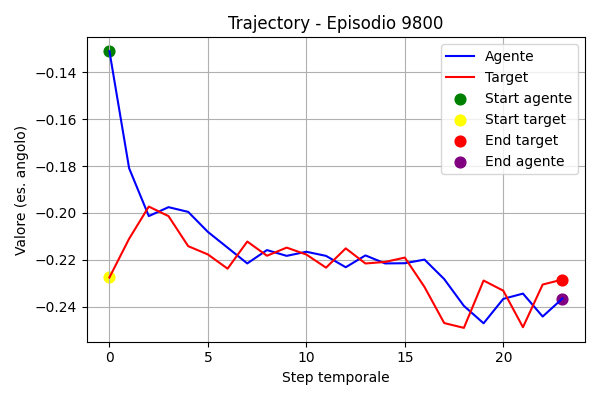 Trajectory - Episodio 9800
Agente
Target
Start agente
Start target
End target
End agente
Valore (es. angolo)
−0.14
−0.16
−0.18
−0.20
−0.22
−0.24
0
5
10
15
20
Step temporale